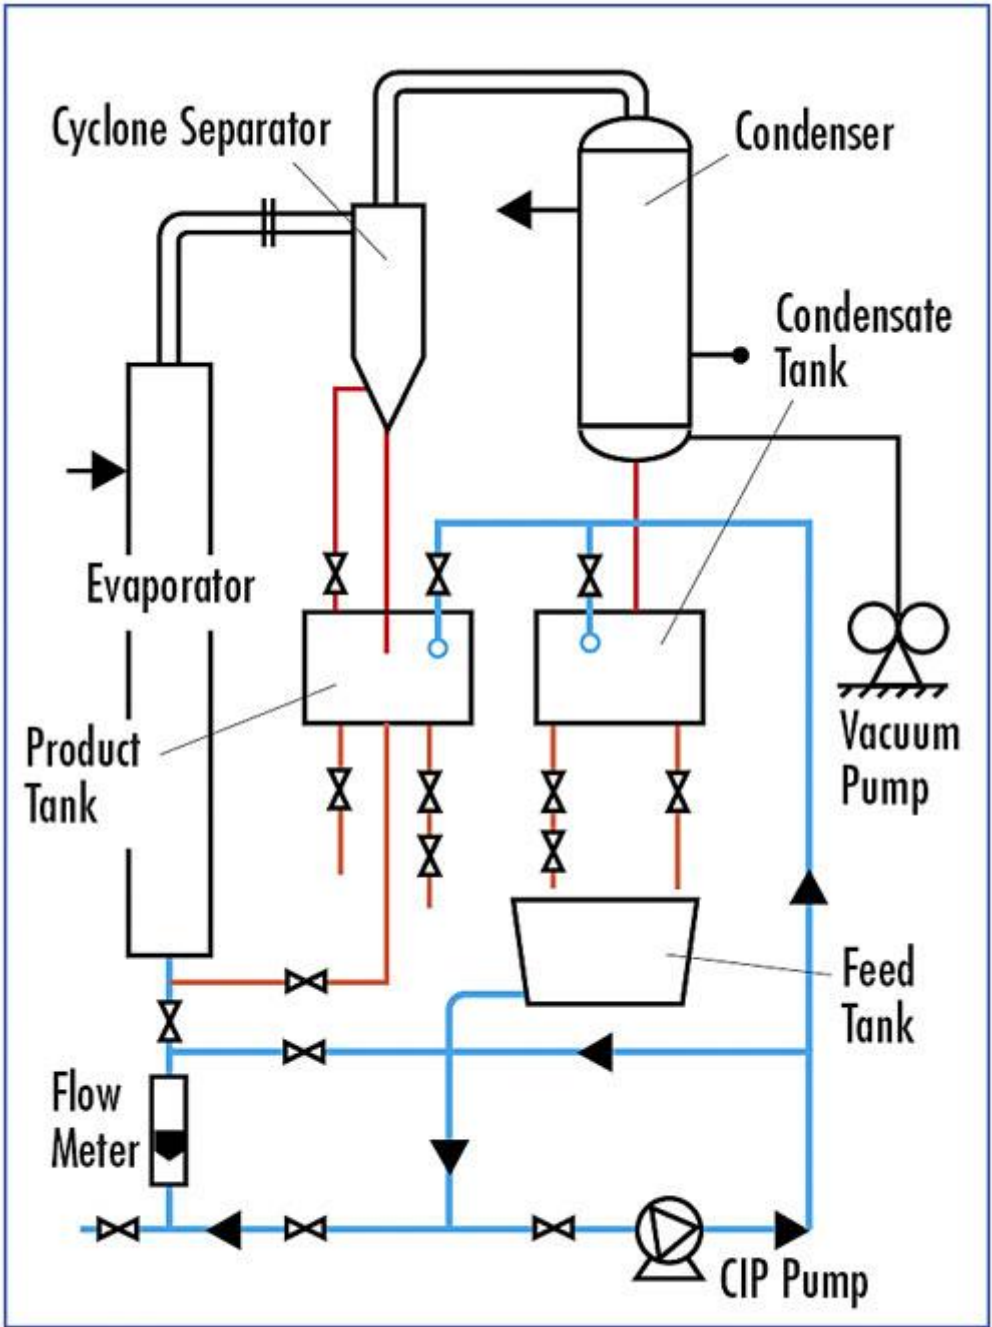 Cyclone Separator
Condenser
Condensate
Tank
Evaporator
Product
Tank
Vacuum
Pump
Feed
Tank
Flow
Meter
CIP Pump